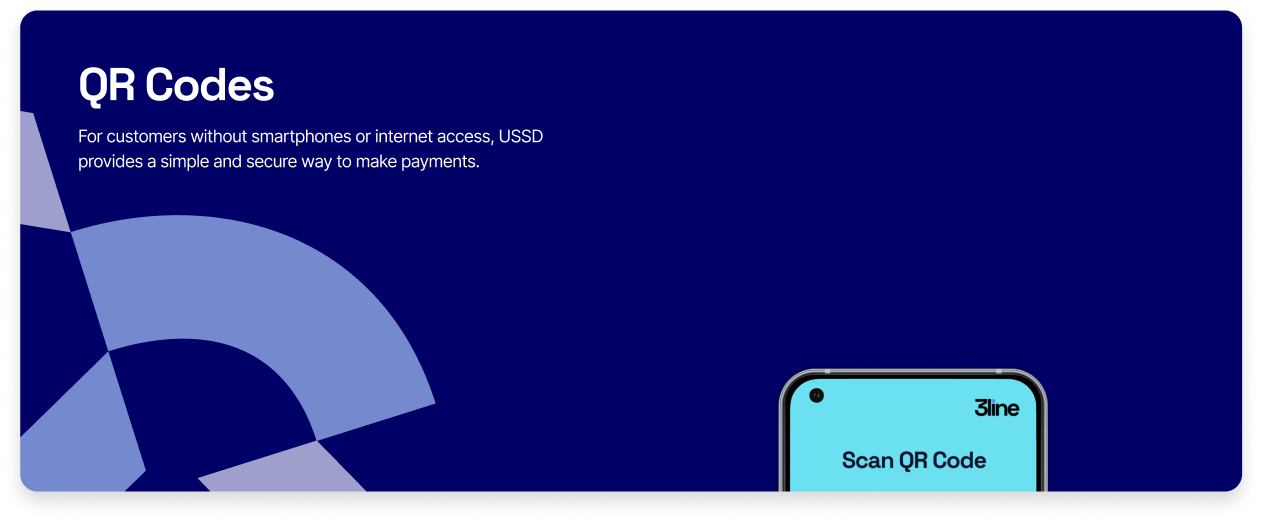 QR Codes
For customers without smartphones or internet access, USSD
provides a simple and secure way to make payments.
3line
Scan QR Code